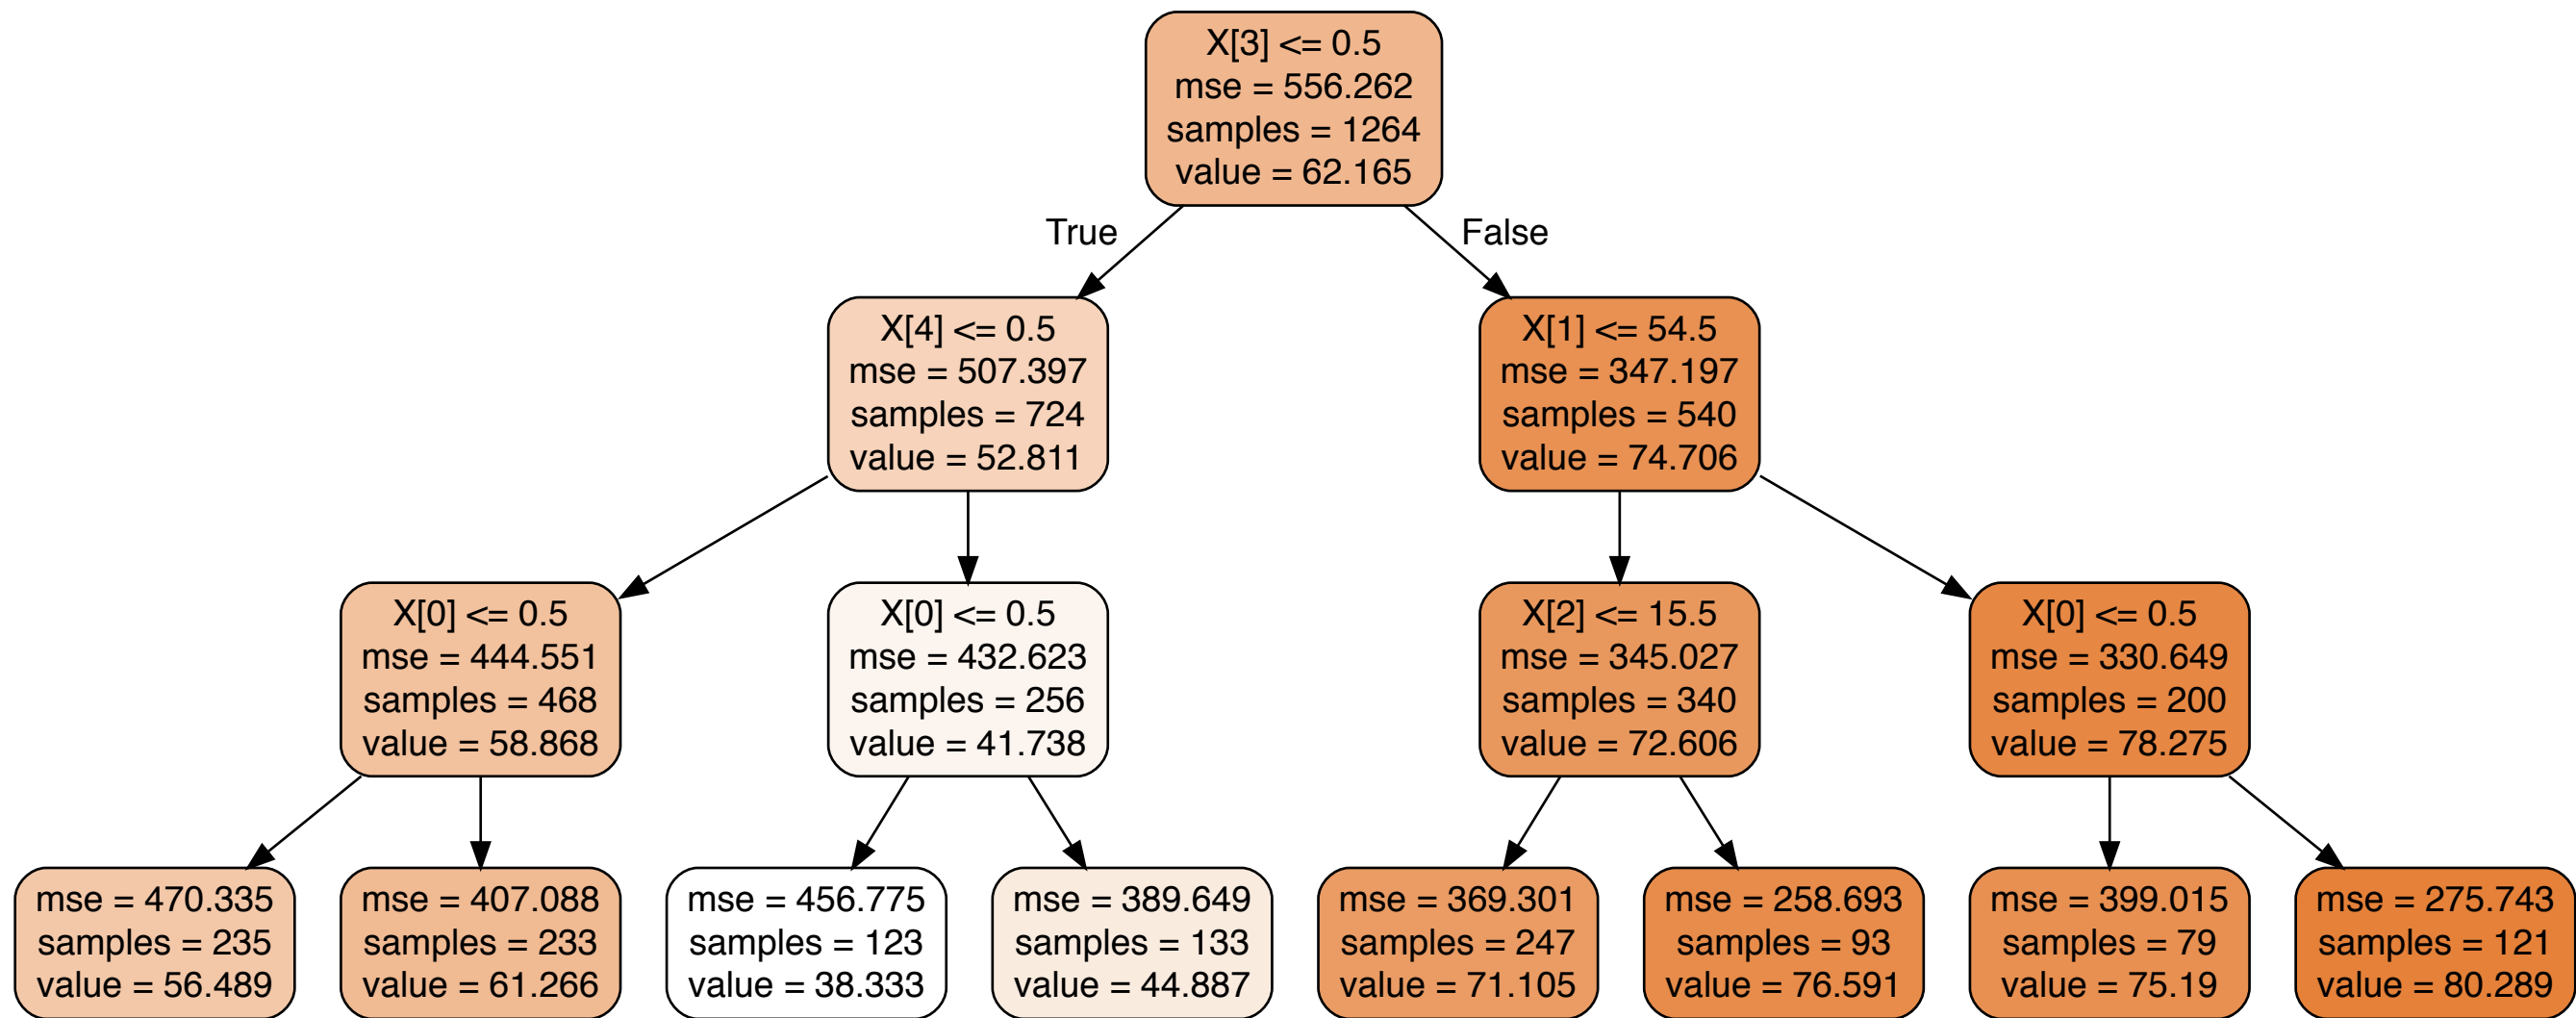 X[3] <= 0.5
mse = 556.262
samples = 1264
value = 62.165
True
False
X[4] <= 0.5
mse = 507.397
samples = 724
value = 52.811
X[1] <= 54.5
mse = 347.197
samples = 540
value = 74.706
X[0] <= 0.5
mse = 444.551
samples = 468
value = 58.868
X[0] <= 0.5
mse = 432.623
samples = 256
value = 41.738
X[2] <= 15.5
mse = 345.027
samples = 340
value = 72.606
X[0] <= 0.5
mse = 330.649
samples = 200
value = 78.275
mse = 470.335
samples = 235
value = 56.489
mse = 407.088
samples = 233
value = 61.266
mse = 456.775
samples = 123
value = 38.333
mse = 389.649
samples = 133
value = 44.887
mse = 369.301
samples = 247
value = 71.105
mse = 258.693
samples = 93
value = 76.591
mse = 399.015
samples = 79
value = 75.19
mse = 275.743
samples = 121
value = 80.289